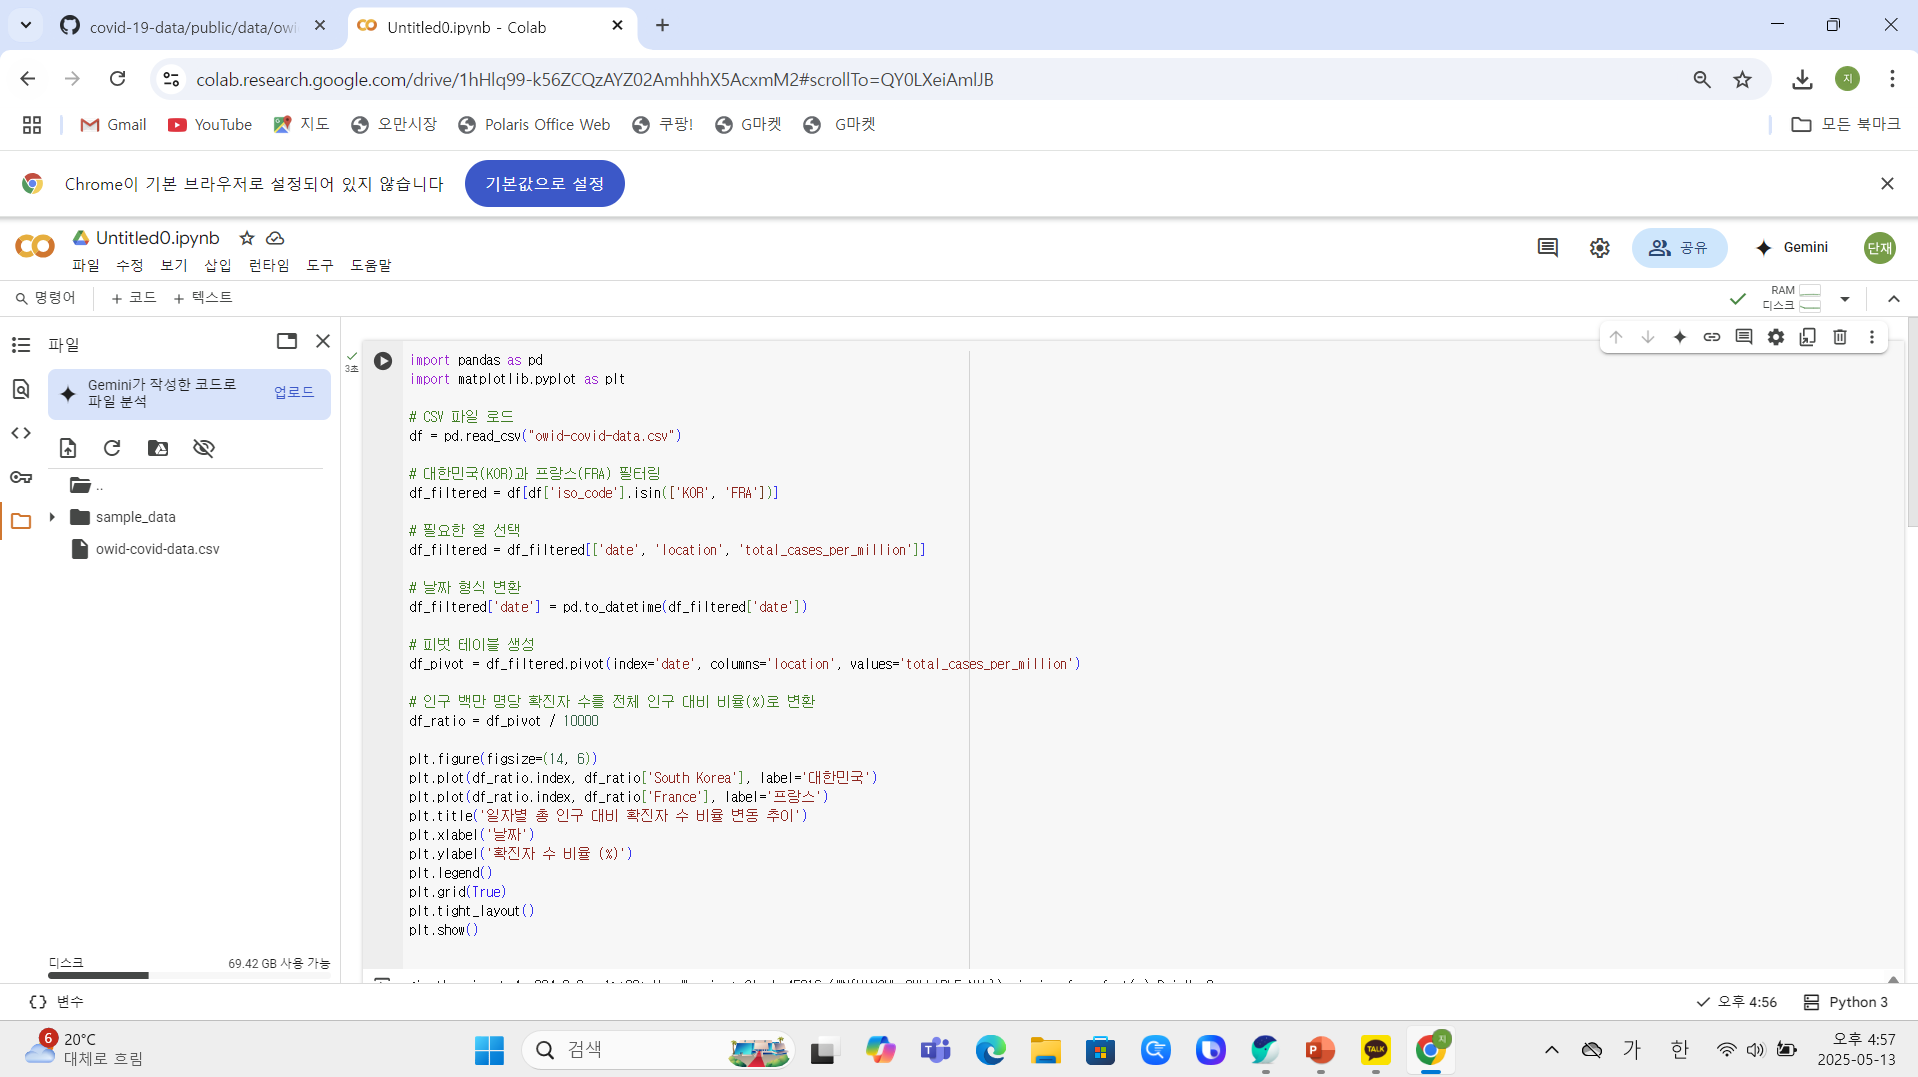 covid-19-data/public/data/owi
Untitled0.ipynb - Colab
colab.research.google.com/drive/1hHlq99-k56ZCQzAYZ02AmhhhX5AcxmM2#scrollTo=QY0LXeiAmlJB
지
Gmail
YouTube
지도
오만시장
Polaris Office Web
쿠팡!
G마켓
G마켓
모든 북마크
Chrome이 기본 브라우저로 설정되어 있지 않습니다
기본값으로 설정
Untitled0.ipynb
파일 수정 보기 삽입 런타임 도구 도움말
공유
Gemini
단재
명령어
+ 코드
+ 텍스트
RAM
디스크
파일
Gemini가 작성한 코드로
파일 분석
업로드
..
sample_data
owid-covid-data.csv
디스크
69.42 GB 사용 가능
3초
import pandas as pd
import matplotlib.pyplot as plt
# CSV 파일 로드
df = pd.read_csv("owid-covid-data.csv")
# 대한민국(KOR)과 프랑스(FRA) 필터링
df_filtered = df[df['iso_code'].isin(['KOR', 'FRA'])]
# 필요한 열 선택
df_filtered = df_filtered[['date', 'location', 'total_cases_per_million']]
# 날짜 형식 변환
df_filtered['date'] = pd.to_datetime(df_filtered['date'])
# 피벗 테이블 생성
df_pivot = df_filtered.pivot(index='date', columns='location', values='total_cases_per_million')
# 인구 백만 명당 확진자 수를 전체 인구 대비 비율(%)로 변환
df_ratio = df_pivot / 10000
plt.figure(figsize=(14, 6))
plt.plot(df_ratio.index, df_ratio['South Korea'], label='대한민국')
plt.plot(df_ratio.index, df_ratio['France'], label='프랑스')
plt.title('일자별 총 인구 대비 확진자 수 비율 변동 추이')
plt.xlabel('날짜')
plt.ylabel('확진자 수 비율 (%)')
plt.legend()
plt.grid(True)
plt.tight_layout()
plt.show()
{} 변수
오후 4:56
Python 3
6
20°C
대체로 흐림
검색
TALK
지
가
한
오후 4:57
2025-05-13